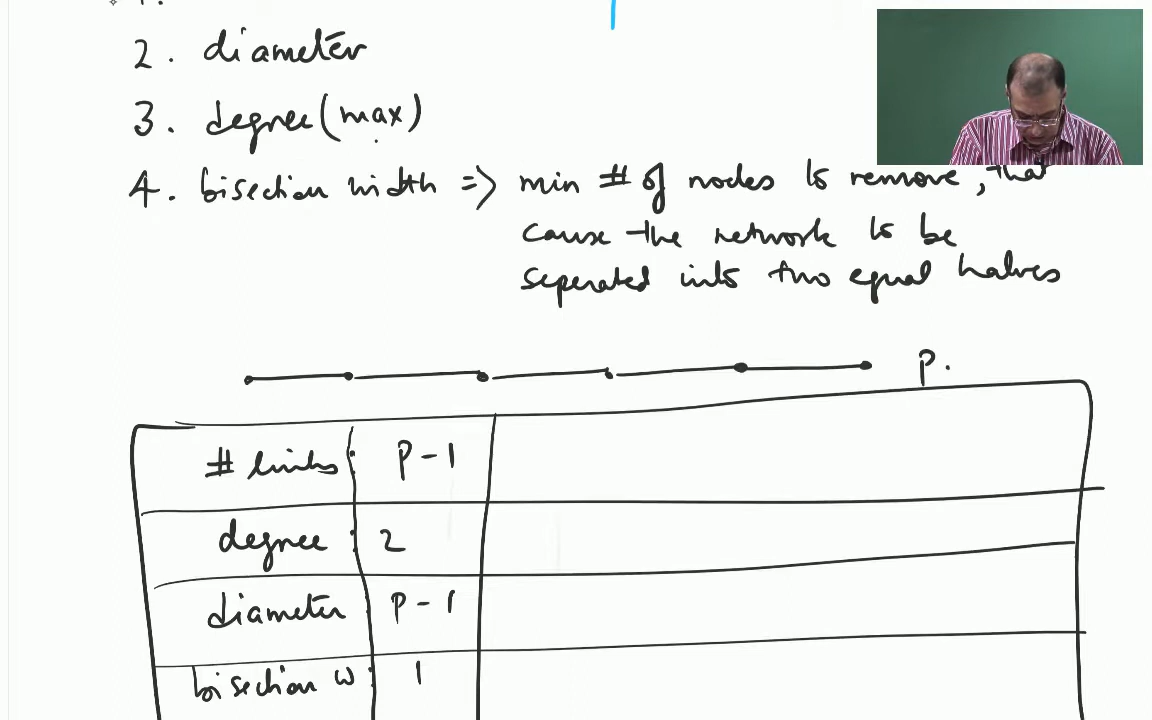 2. diameter
3. degree (max)
4. bisection width => min # of nodes to remove, that
cause the network to be
seperated into two equal halves
P.
# links : P-1
degree : 2
diameter P-1
bisection w : 1